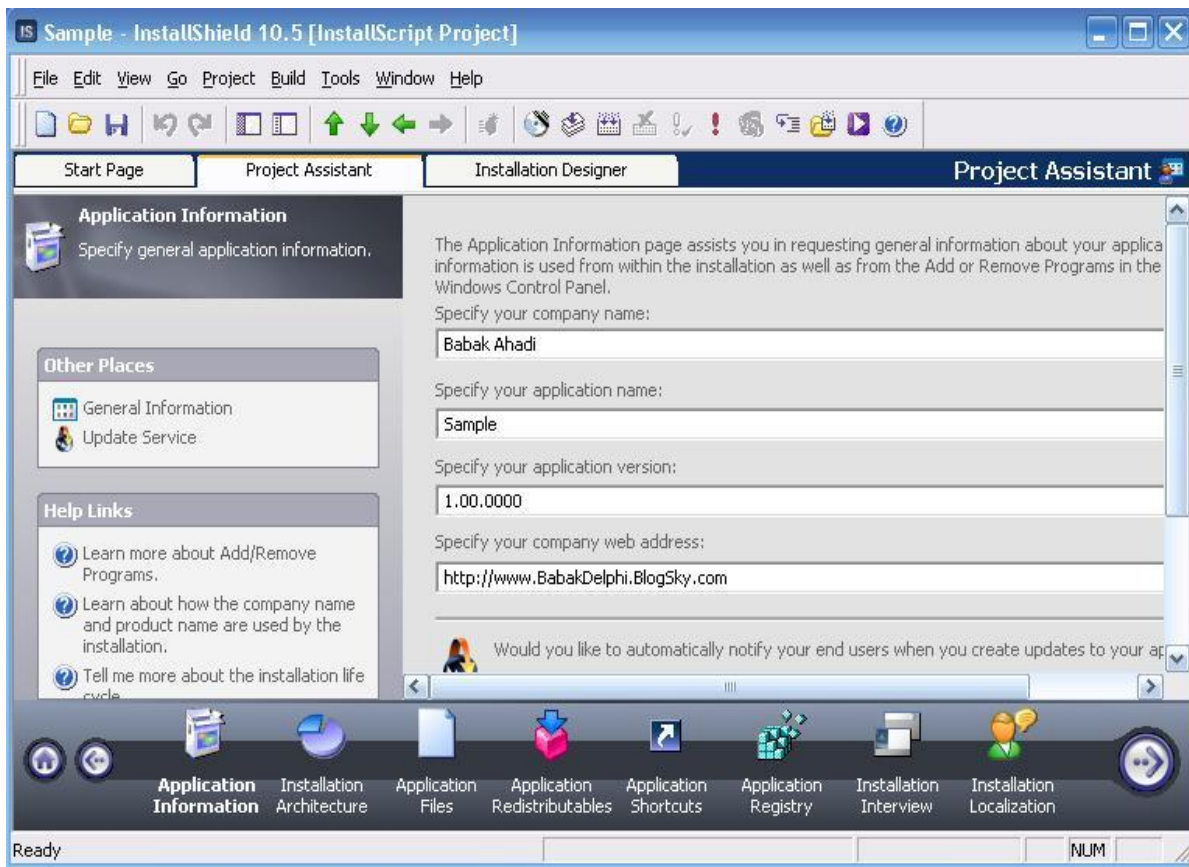 Sample - InstallShield 10.5 [InstallScript Project]
File Edit View Go Project Build Tools Window Help
Start Page
Project Assistant
Installation Designer
Project Assistant
Application Information
Specify general application information.
Other Places
General Information
Update Service
Help Links
Learn more about Add/Remove
Programs.
Learn about how the company name
and product name are used by the
installation.
Tell me more about the installation life
cycle
The Application Information page assists you in requesting general information about your applica
information is used from within the installation as well as from the Add or Remove Programs in the
Windows Control Panel.
Specify your company name:
Babak Ahadi
Specify your application name:
Sample
Specify your application version:
1.00.0000
Specify your company web address:
http://www.BabakDelphi.BlogSky.com
Would you like to automatically notify your end users when you create updates to your ap
Application
Information
Installation
Architecture
Application
Files
Application
Redistributables
Application
Shortcuts
Application
Registry
Installation
Interview
Installation
Localization
Ready
NUM